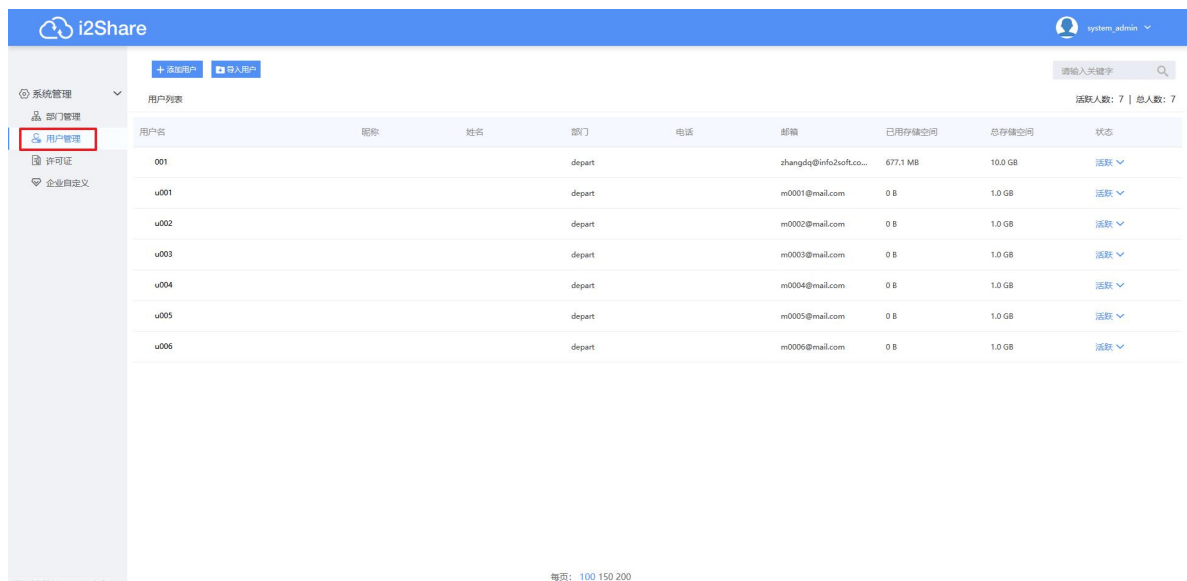 i2Share
system_admin
添加用户 导入用户
请输入关键字
系统管理
用户列表
活跃人数：7 | 总人数：7
部门管理
用户管理
许可证
企业自定义
用户名 昵称 姓名 部门 电话 邮箱 已用存储空间 总存储空间 状态
001 depart zhangdq@info2soft.co... 677.1 MB 10.0 GB 活跃
u001 depart m0001@mail.com 0 B 1.0 GB 活跃
u002 depart m0002@mail.com 0 B 1.0 GB 活跃
u003 depart m0003@mail.com 0 B 1.0 GB 活跃
u004 depart m0004@mail.com 0 B 1.0 GB 活跃
u005 depart m0005@mail.com 0 B 1.0 GB 活跃
u006 depart m0006@mail.com 0 B 1.0 GB 活跃
每页： 100 150 200